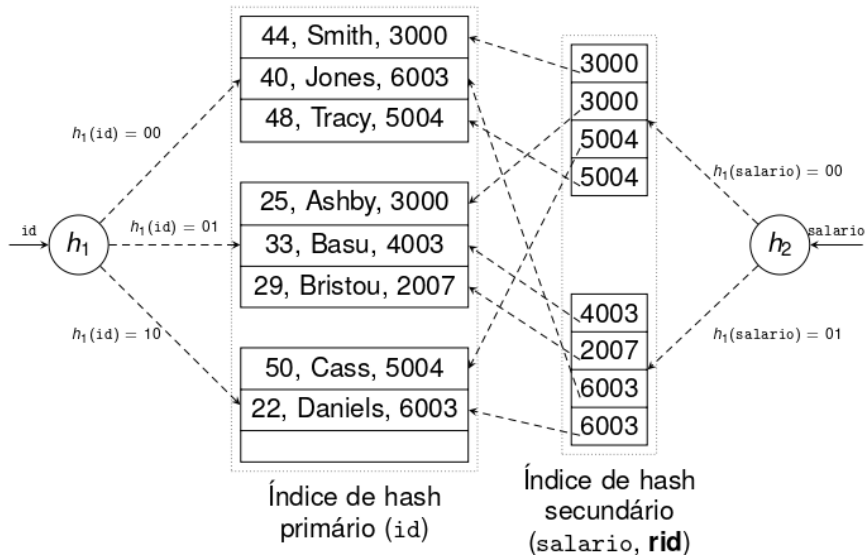 44, Smith, 3000
40, Jones, 6003
48, Tracy, 5004
25, Ashby, 3000
33, Basu, 4003
29, Bristou, 2007
50, Cass, 5004
22, Daniels, 6003
id
h1
h1(id) = 00
h1(id) = 01
h1(id) = 10
3000
3000
5004
5004
4003
2007
6003
6003
h1(salario) = 00
h2
salario
h1(salario) = 01
Índice de hash
primário (id)
Índice de hash
secundário
(salario, rid)